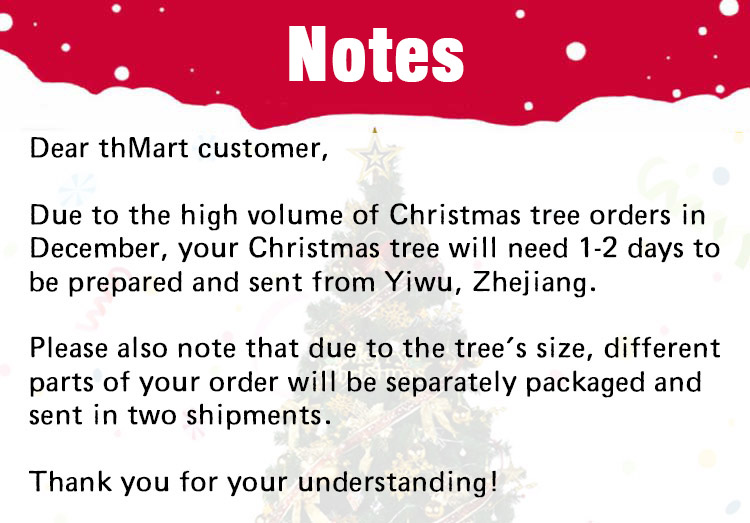 Notes
Dear thMart customer,
Due to the high volume of Christmas tree orders in
December, your Christmas tree will need 1-2 days to
be prepared and sent from Yiwu, Zhejiang.
Please also note that due to the tree's size, different
parts of your order will be separately packaged and
sent in two shipments.
Thank you for your understanding!